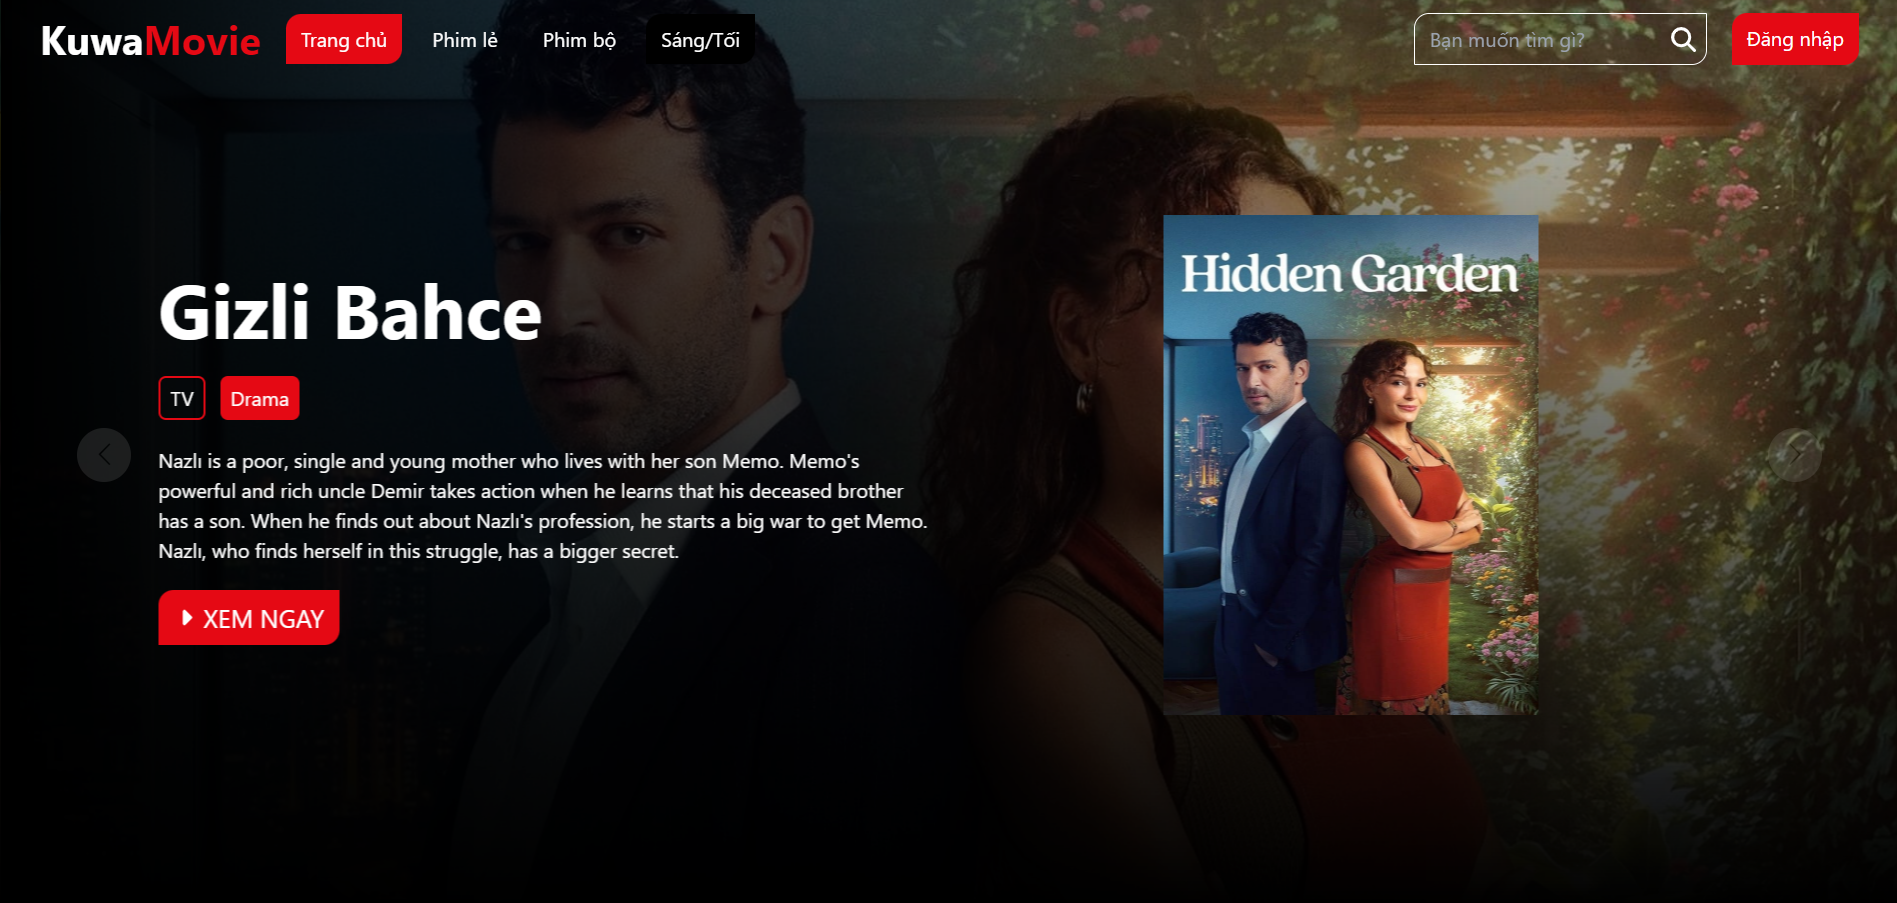 KuwaMovie
Trang chủ
Phim lẻ
Phim bộ
Sáng/Tối
Bạn muốn tìm gì?
Đăng nhập
Hidden Garden
Gizli Bahce
TV
Drama
Nazlı is a poor, single and young mother who lives with her son Memo. Memo's
powerful and rich uncle Demir takes action when he learns that his deceased brother
has a son. When he finds out about Nazlı's profession, he starts a big war to get Memo.
Nazlı, who finds herself in this struggle, has a bigger secret.
XEM NGAY